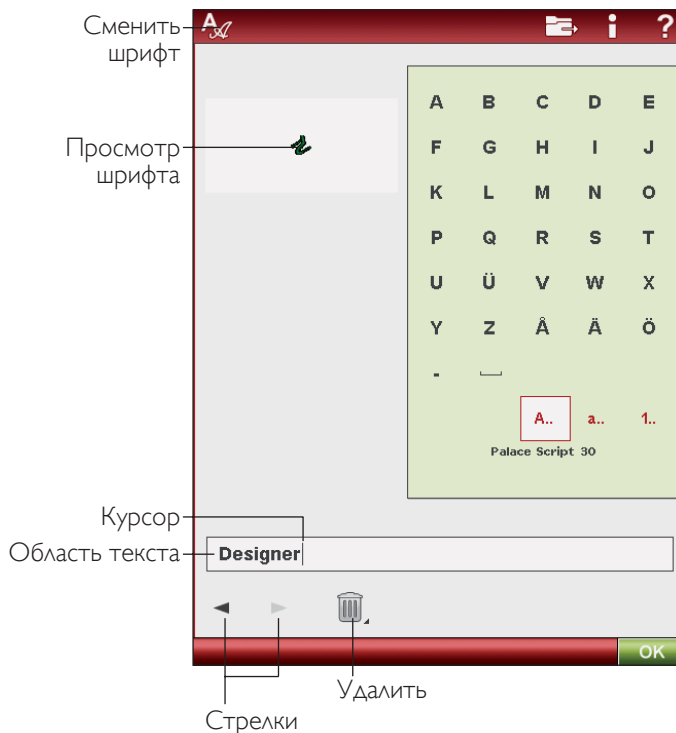 Сменить
шрифт
Просмотр
шрифта
A B C D E
F G H I J
K L M N O
P Q R S T
U Ü V W X
Y Z Å Ä Ö
-
A.. a.. 1..
Palace Script 30
Курсор
Область текста
Designer
OK
Удалить
Стрелки